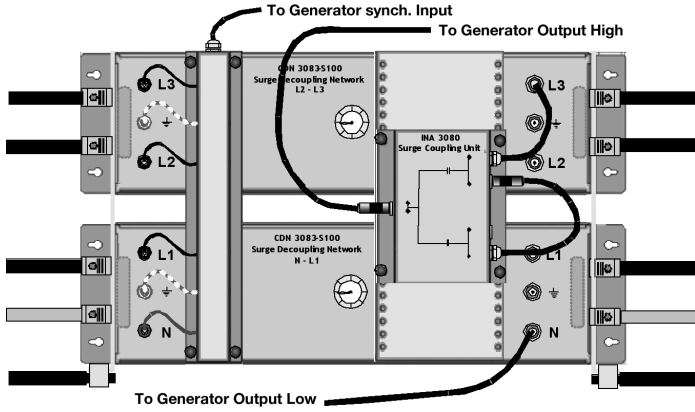 To Generator synch. Input
To Generator Output High
CDN 3083-S100
Surge Decoupling Network
L2 - L3
L3
L2
L3
L2
INA 3080
Surge Coupling Unit
CDN 3083-S100
Surge Decoupling Network
N - L1
L1
N
L1
N
To Generator Output Low